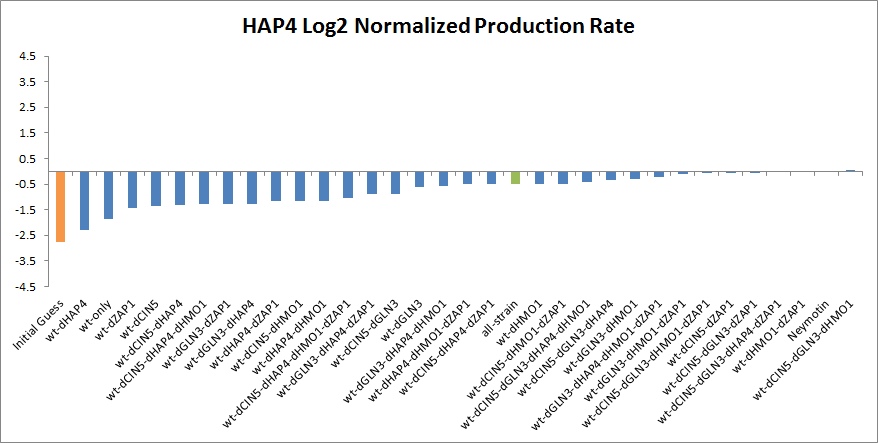 HAP4 Log2 Normalized Production Rate
4.5
3.5
2.5
1.5
0.5
-0.5
-1.5
-2.5
-3.5
-4.5
Initial Guess
wt-dHAP4
wt-only
wt-dZAP1
wt-dCIN5
wt-dCIN5-dHAP4
wt-dCIN5-dHAP4-dHMO1
wt-dGLN3-dZAP1
wt-dGLN3-dHAP4
wt-dHAP4-dZAP1
wt-dCIN5-dHMO1
wt-dHAP4-dHMO1
wt-dCIN5-dHAP4-dHMO1-dZAP1
wt-dGLN3-dHAP4-dZAP1
wt-dCIN5-dGLN3
wt-dGLN3
wt-dGLN3-dHAP4-dHMO1
wt-dHAP4-dHMO1-dZAP1
wt-dCIN5-dHAP4-dZAP1
all-strain
wt-dHMO1
wt-dCIN5-dHMO1-dZAP1
wt-dCIN5-dGLN3-dHAP4-dHMO1
wt-dCIN5-dGLN3-dHAP4
wt-dGLN3-dHMO1
wt-dGLN3-dHAP4-dHMO1-dZAP1
wt-dGLN3-dHMO1-dZAP1
wt-dCIN5-dGLN3-dHMO1-dZAP1
wt-dCIN5-dZAP1
wt-dCIN5-dGLN3-dZAP1
wt-dCIN5-dGLN3-dHAP4-dZAP1
wt-dHMO1-dZAP1
Neymotin
wt-dCIN5-dGLN3-dHMO1